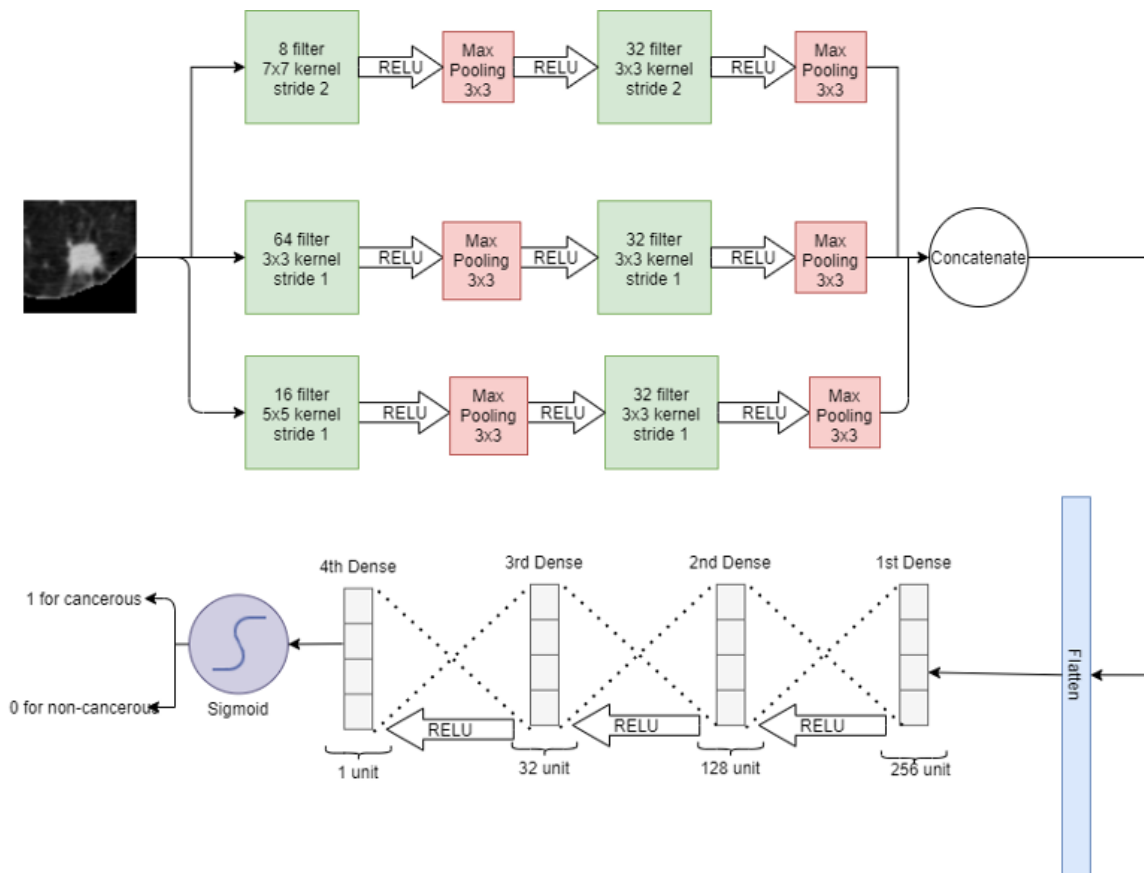 8 filter
7x7 kernel
stride 2
RELU
Max
Pooling
3x3
RELU
32 filter
3x3 kernel
stride 2
RELU
Max
Pooling
3x3
64 filter
3x3 kernel
stride 1
RELU
Max
Pooling
3x3
RELU
32 filter
3x3 kernel
stride 1
RELU
Max
Pooling
3x3
Concatenate
16 filter
5x5 kernel
stride 1
RELU
Max
Pooling
3x3
RELU
32 filter
3x3 kernel
stride 1
RELU
Max
Pooling
3x3
4th Dense
3rd Dense
2nd Dense
1st Dense
1 for cancerous
0 for non-cancerous
Sigmoid
RELU
RELU
RELU
1 unit
32 unit
128 unit
256 unit
Flatten